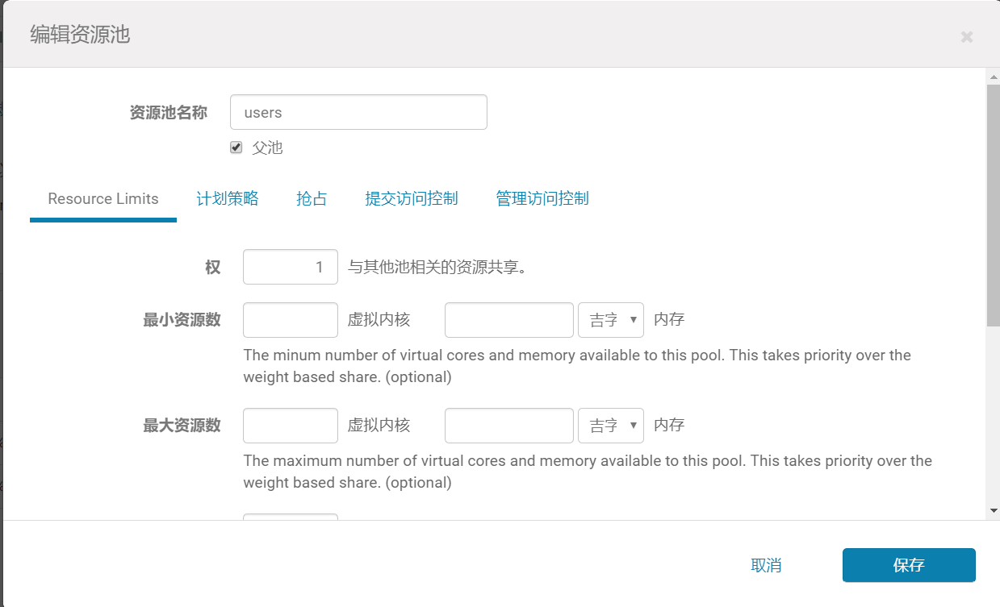 编辑资源池
资源池名称 users
父池
Resource Limits 计划策略 抢占 提交访问控制 管理访问控制
权 1 与其他池相关的资源共享。
最小资源数 虚拟内核 吉字 内存
The minum number of virtual cores and memory available to this pool. This takes priority over the
weight based share. (optional)
最大资源数 虚拟内核 吉字 内存
The maximum number of virtual cores and memory available to this pool. This takes priority over the
weight based share. (optional)
取消 保存